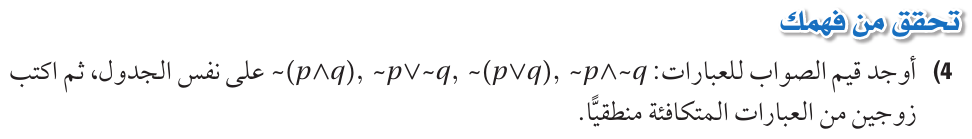 تحقق من فهمك
4) أوجد قيم الصواب للعبارات: ~(p∧q), ~p∨~q, ~(p∨q), ~p∧~q على نفس الجدول، ثم اكتب
زوجين من العبارات المتكافئة منطقيًّا.